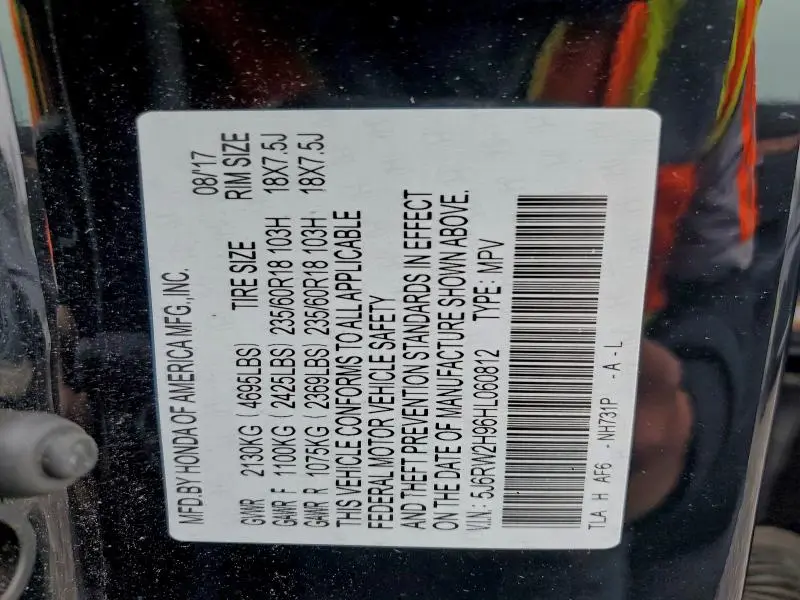 MFD.BY HONDA OF AMERICA MFG.,INC. 08/'17
TIRE SIZE RIM SIZE
GVWR 2130KG (4695LBS)
GAWR F 1100KG (2425LBS) 235/60R18 103H 18X7.5J
GAWR R 1075KG (2369LBS) 235/60R18 103H 18X7.5J
THIS VEHICLE CONFORMS TO ALL APPLICABLE
FEDERAL MOTOR VEHICLE SAFETY
AND THEFT PREVENTION STANDARDS IN EFFECT
ON THE DATE OF MANUFACTURE SHOWN ABOVE.
V.I.N.: 5J6RW2H96HL060812 TYPE: MPV
TLA H AF6 -NH731P -A-L